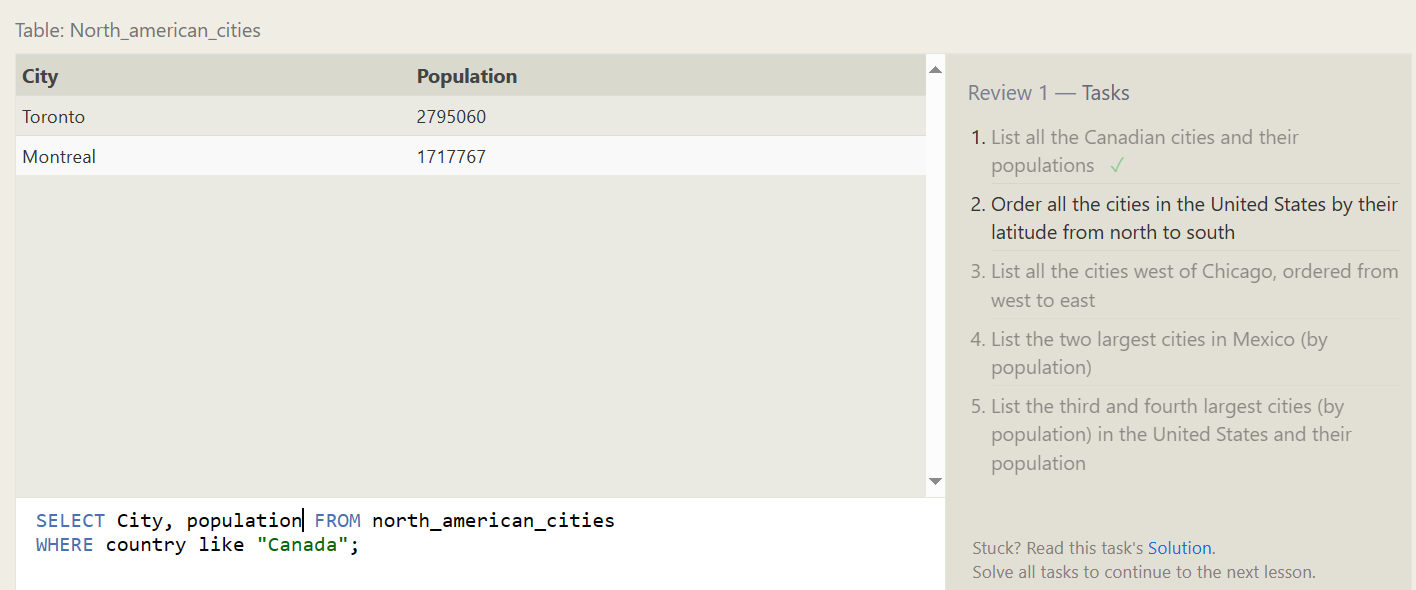 Table: North_american_cities
City Population
Toronto 2795060
Montreal 1717767
SELECT City, population FROM north_american_cities
WHERE country like "Canada";
Review 1 — Tasks
1. List all the Canadian cities and their
populations ✓
2. Order all the cities in the United States by their
latitude from north to south
3. List all the cities west of Chicago, ordered from
west to east
4. List the two largest cities in Mexico (by
population)
5. List the third and fourth largest cities (by
population) in the United States and their
population
Stuck? Read this task's Solution.
Solve all tasks to continue to the next lesson.